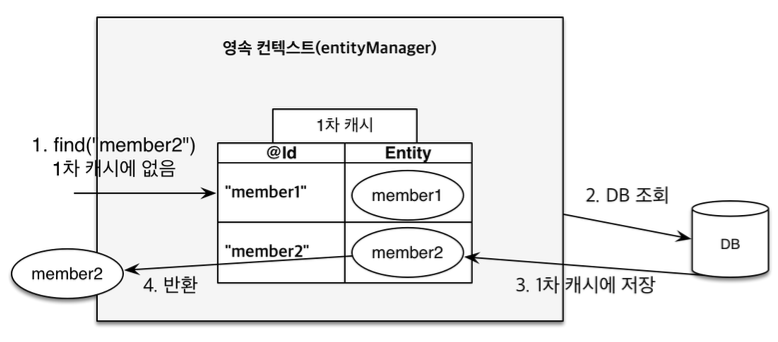 영속 컨텍스트(entityManager)
1차 캐시
1. find("member2")
1차 캐시에 없음
@Id Entity
"member1" member1
2. DB 조회
DB
"member2" member2
member2
4. 반환
3. 1차 캐시에 저장